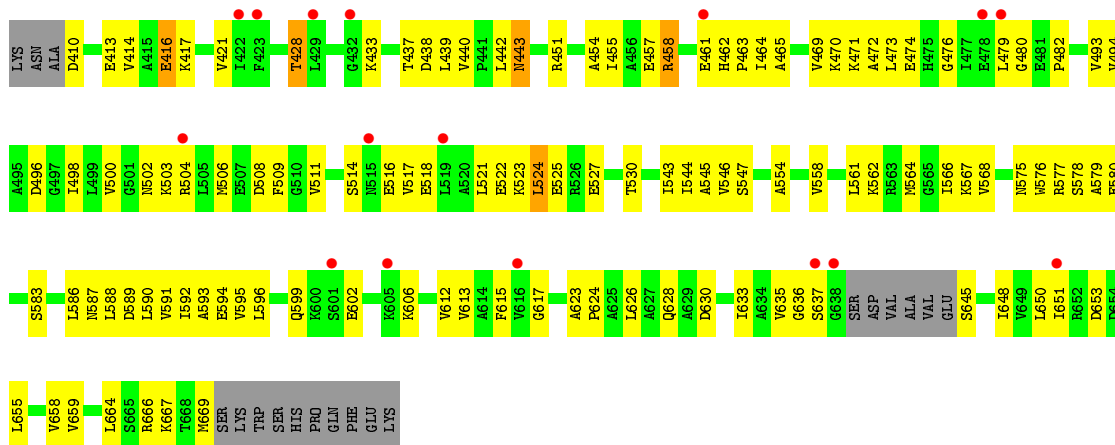 LYS ASN ALA D410 E413 V414 A415 E416 K417 V421 I422 F423 T428 L429 G432 K433 T437 D438 L439 V440 P441 L442 N443 R451 A454 I455 A456 E457 R458 E461 H462 P463 I464 A465 V469 K470 K471 A472 L473 E474 H475 G476 I477 E478 L479 G480 E481 P482 V493 V494
A495 D496 G497 I498 L499 V500 G501 N502 K503 R504 L505 M506 E507 D508 F509 G510 V511 S514 N515 E516 V517 E518 L519 A520 L521 E522 K523 L524 E525 R526 E527 T530 I543 I544 A545 V546 S547 A554 V558 L561 K562 R563 M564 G565 I566 K567 V568 N575 W576 R577 S578 A579 E580
S583 L586 N587 L588 D589 L590 V591 I592 A593 E594 V595 L596 Q599 K600 S601 E602 K605 K606 V612 V613 A614 F615 V616 G617 A623 P624 A625 L626 A627 Q628 A629 D630 I633 A634 V635 G636 S637 G638 SER ASP VAL ALA VAL GLU S645 I648 V649 L650 I651 R652 D653 D654
L655 V658 V659 L664 S665 R666 K667 T668 M669 SER LYS TRP SER HIS PRO GLN PHE GLU LYS